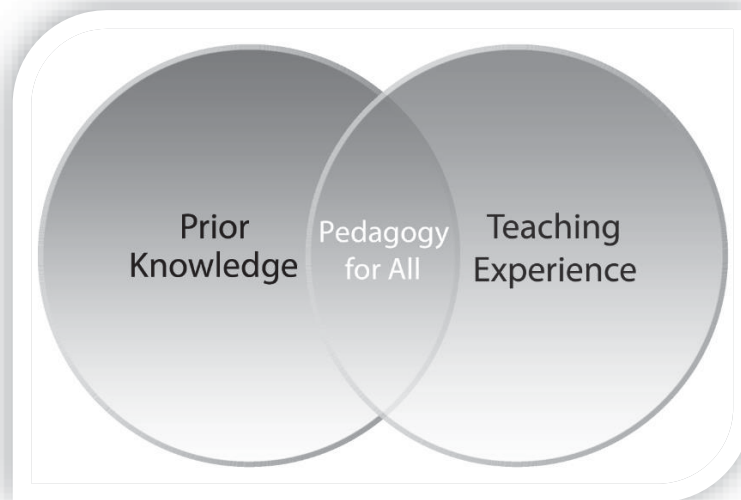 Prior
Knowledge
Pedagogy
for All
Teaching
Experience